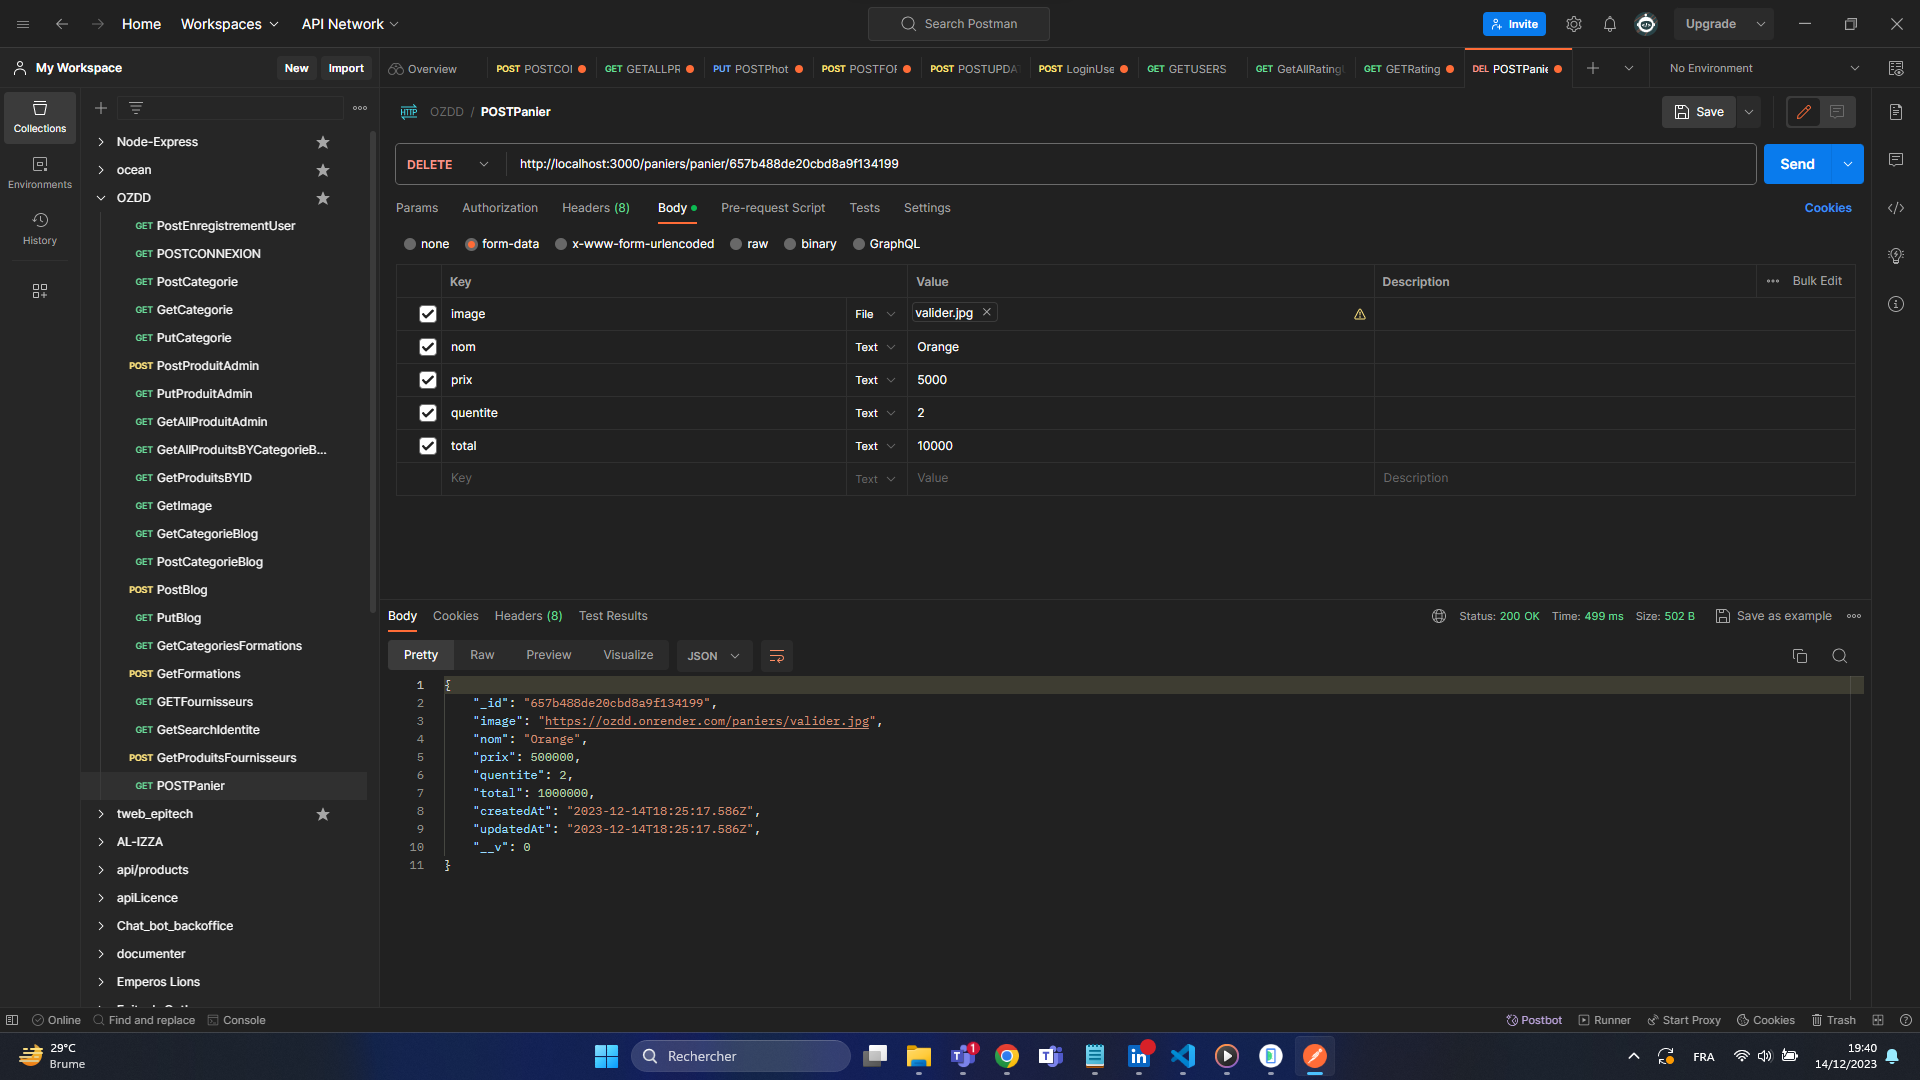 Home Workspaces API Network Search Postman Invite Upgrade
My Workspace New Import Overview POST POSTCO GET GETALLPR PUT POSTPhot POST POSTFO POST POSTUPDA POST LoginUse GET GETUSERS GET GetAllRating GET GETRating DEL POSTPanie No Environment
Collections
Environments
History
Node-Express
ocean
OZDD
GET PostEnregistrementUser
GET POSTCONNEXION
GET PostCategorie
GET GetCategorie
GET PutCategorie
POST PostProduitAdmin
GET PutProduitAdmin
GET GetAllProduitAdmin
GET GetAllProduitsBYCategorieB...
GET GetProduitsBYID
GET GetImage
GET GetCategorieBlog
GET PostCategorieBlog
POST PostBlog
GET PutBlog
GET GetCategoriesFormations
POST GetFormations
GET GETFournisseurs
GET GetSearchIdentite
POST GetProduitsFournisseurs
GET POSTPanier
tweb_epitech
AL-IZZA
api/products
apiLicence
Chat_bot_backoffice
documenter
Emperos Lions
HTTP OZDD / POSTPanier Save
DELETE http://localhost:3000/paniers/panier/657b488de20cbd8a9f134199 Send
Params Authorization Headers (8) Body Pre-request Script Tests Settings Cookies
none form-data x-www-form-urlencoded raw binary GraphQL
Key Value Description Bulk Edit
image File valider.jpg
nom Text Orange
prix Text 5000
quentite Text 2
total Text 10000
Key Text Value Description
Body Cookies Headers (8) Test Results Status: 200 OK Time: 499 ms Size: 502 B Save as example
Pretty Raw Preview Visualize JSON
1 {
2 "_id": "657b488de20cbd8a9f134199",
3 "image": "https://ozdd.onrender.com/paniers/valider.jpg",
4 "nom": "Orange",
5 "prix": 500000,
6 "quentite": 2,
7 "total": 1000000,
8 "createdAt": "2023-12-14T18:25:17.586Z",
9 "updatedAt": "2023-12-14T18:25:17.586Z",
10 "__v": 0
11 }
Online Find and replace Console Postbot Runner Start Proxy Cookies Trash
29°C
Brume
Rechercher
1
FRA
19:40
14/12/2023